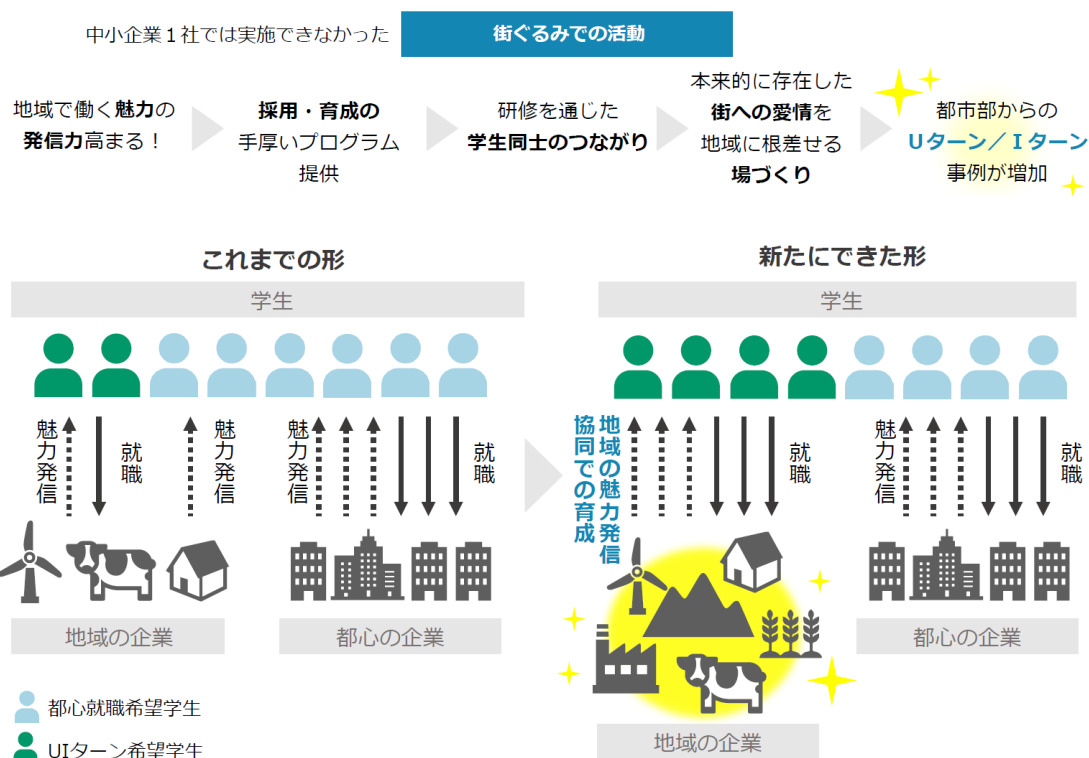 中小企業1社では実施できなかった
街ぐるみでの活動
地域で働く魅力の
発信力高まる！
採用・育成の
手厚いプログラム
提供
研修を通じた
学生同士のつながり
本来的に存在した
街への愛情を
地域に根差せる
場づくり
都市部からの
Uターン／Iターン
事例が増加
これまでの形
学生
魅力発信
就職
魅力発信
魅力発信
就職
地域の企業
都心の企業
新たにできた形
学生
地域の魅力発信
協同での育成
就職
魅力発信
就職
地域の企業
都心の企業
都心就職希望学生
UIターン希望学生